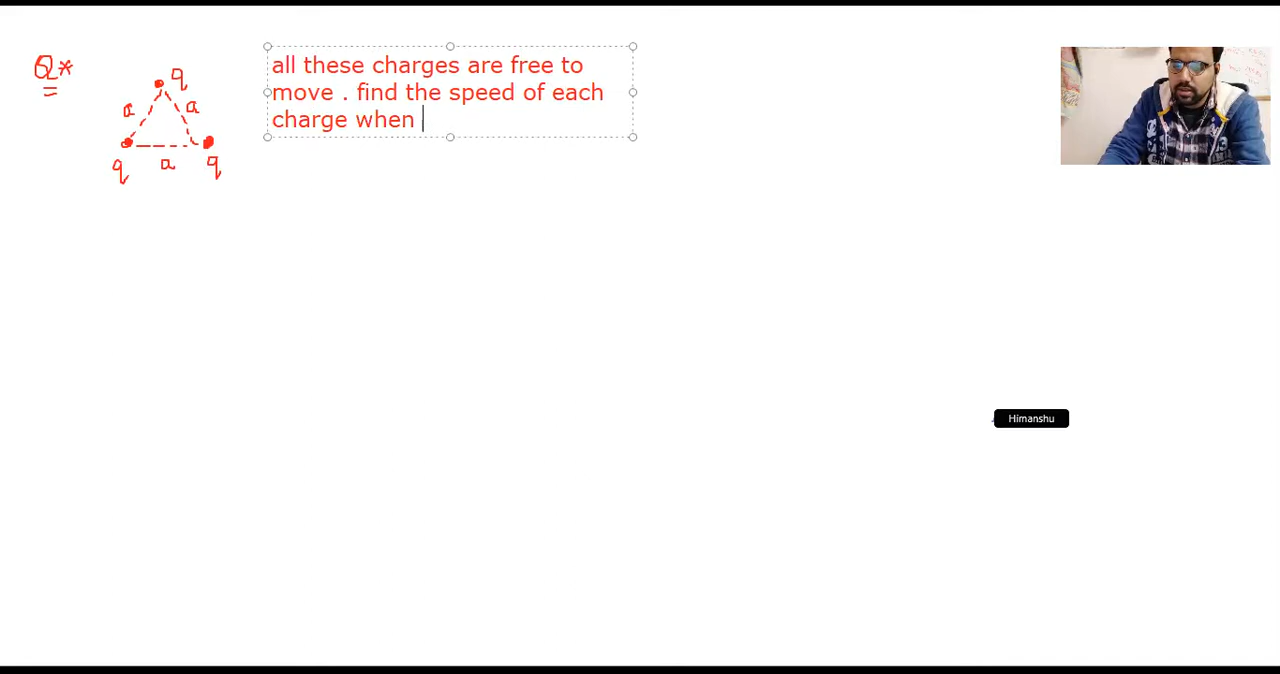 Q*
all these charges are free to
move . find the speed of each
charge when
q
a
a
q
a
q
Himanshu